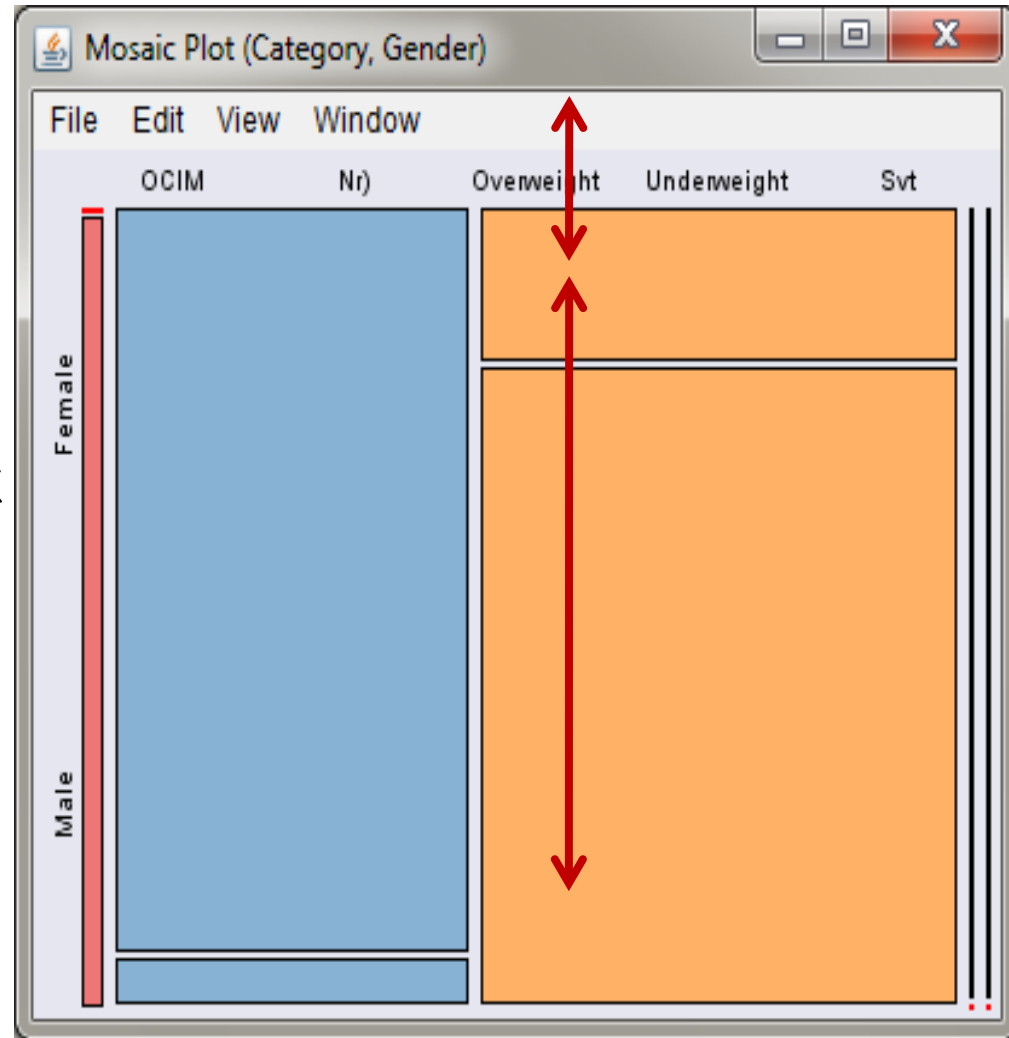 Mosaic Plot (Category, Gender)
File Edit View Window
OCIM Nr) Overweight Underweight Svt
Female
Male